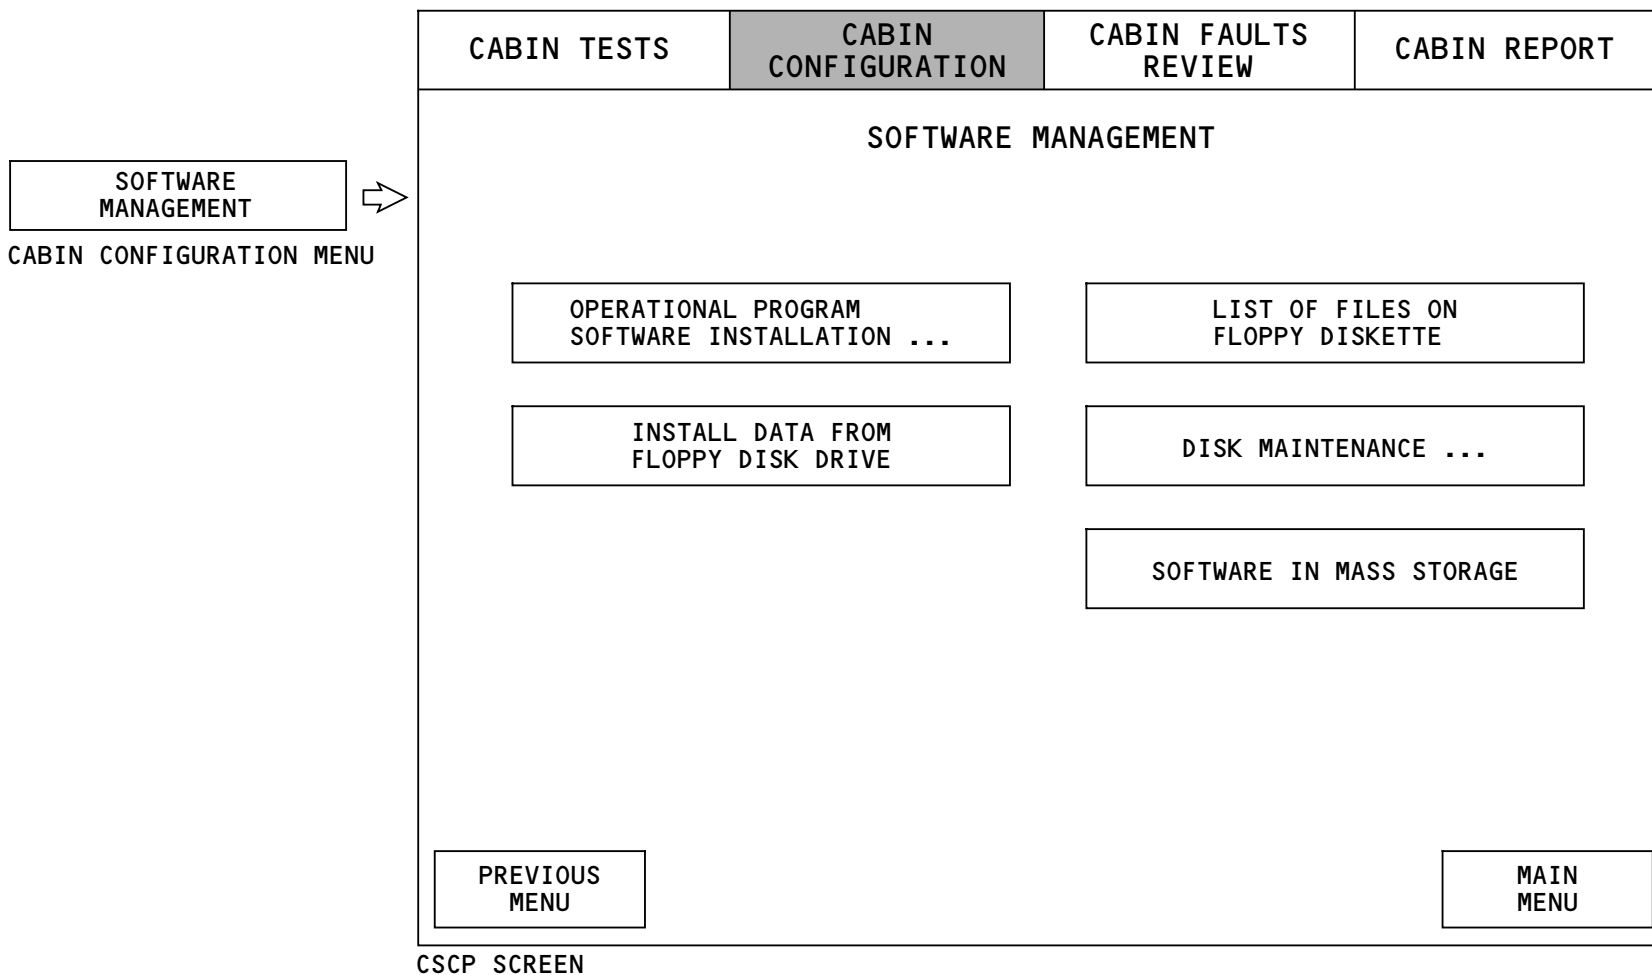 CABIN TESTS
CABIN
CONFIGURATION
CABIN FAULTS
REVIEW
CABIN REPORT
SOFTWARE MANAGEMENT
SOFTWARE
MANAGEMENT
CABIN CONFIGURATION MENU
OPERATIONAL PROGRAM
SOFTWARE INSTALLATION ...
LIST OF FILES ON
FLOPPY DISKETTE
INSTALL DATA FROM
FLOPPY DISK DRIVE
DISK MAINTENANCE ...
SOFTWARE IN MASS STORAGE
PREVIOUS
MENU
MAIN
MENU
CSCP SCREEN